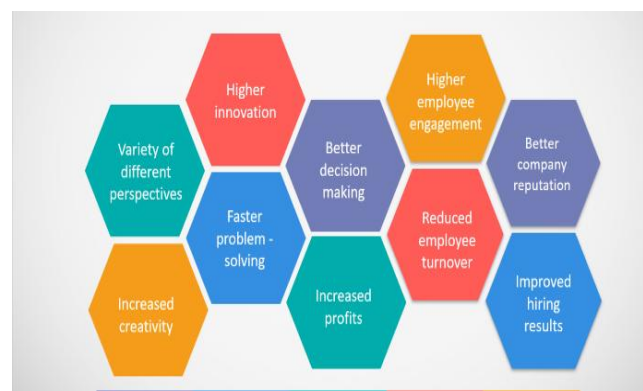 Higher
innovation
Higher
employee
engagement
Variety of
different
perspectives
Better
decision
making
Better
company
reputation
Faster
problem -
solving
Reduced
employee
turnover
Increased
creativity
Increased
profits
Improved
hiring
results